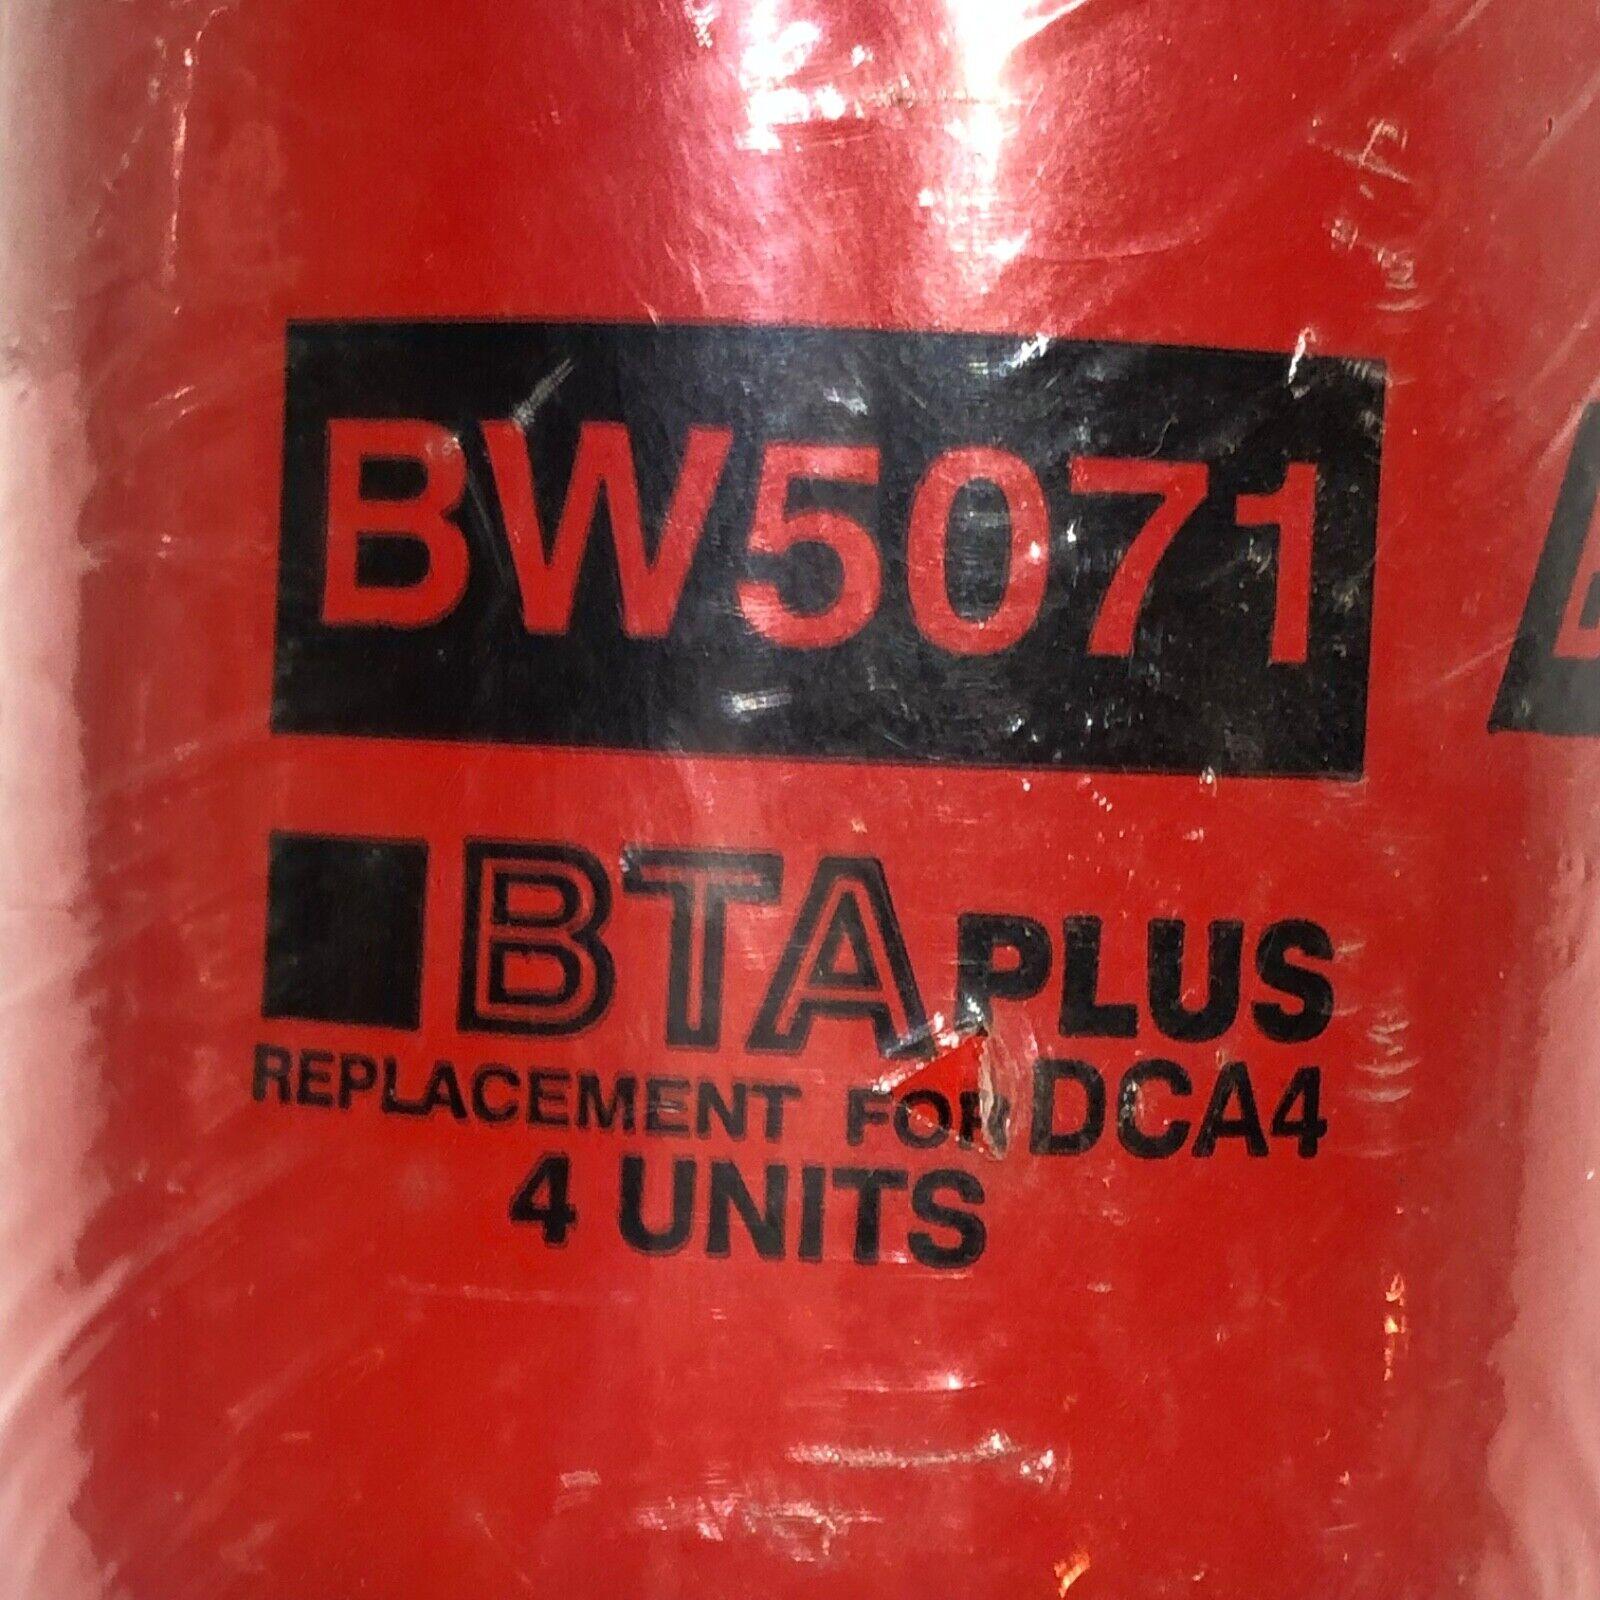 BW5071
BTA PLUS
REPLACEMENT FOR DCA4
4 UNITS